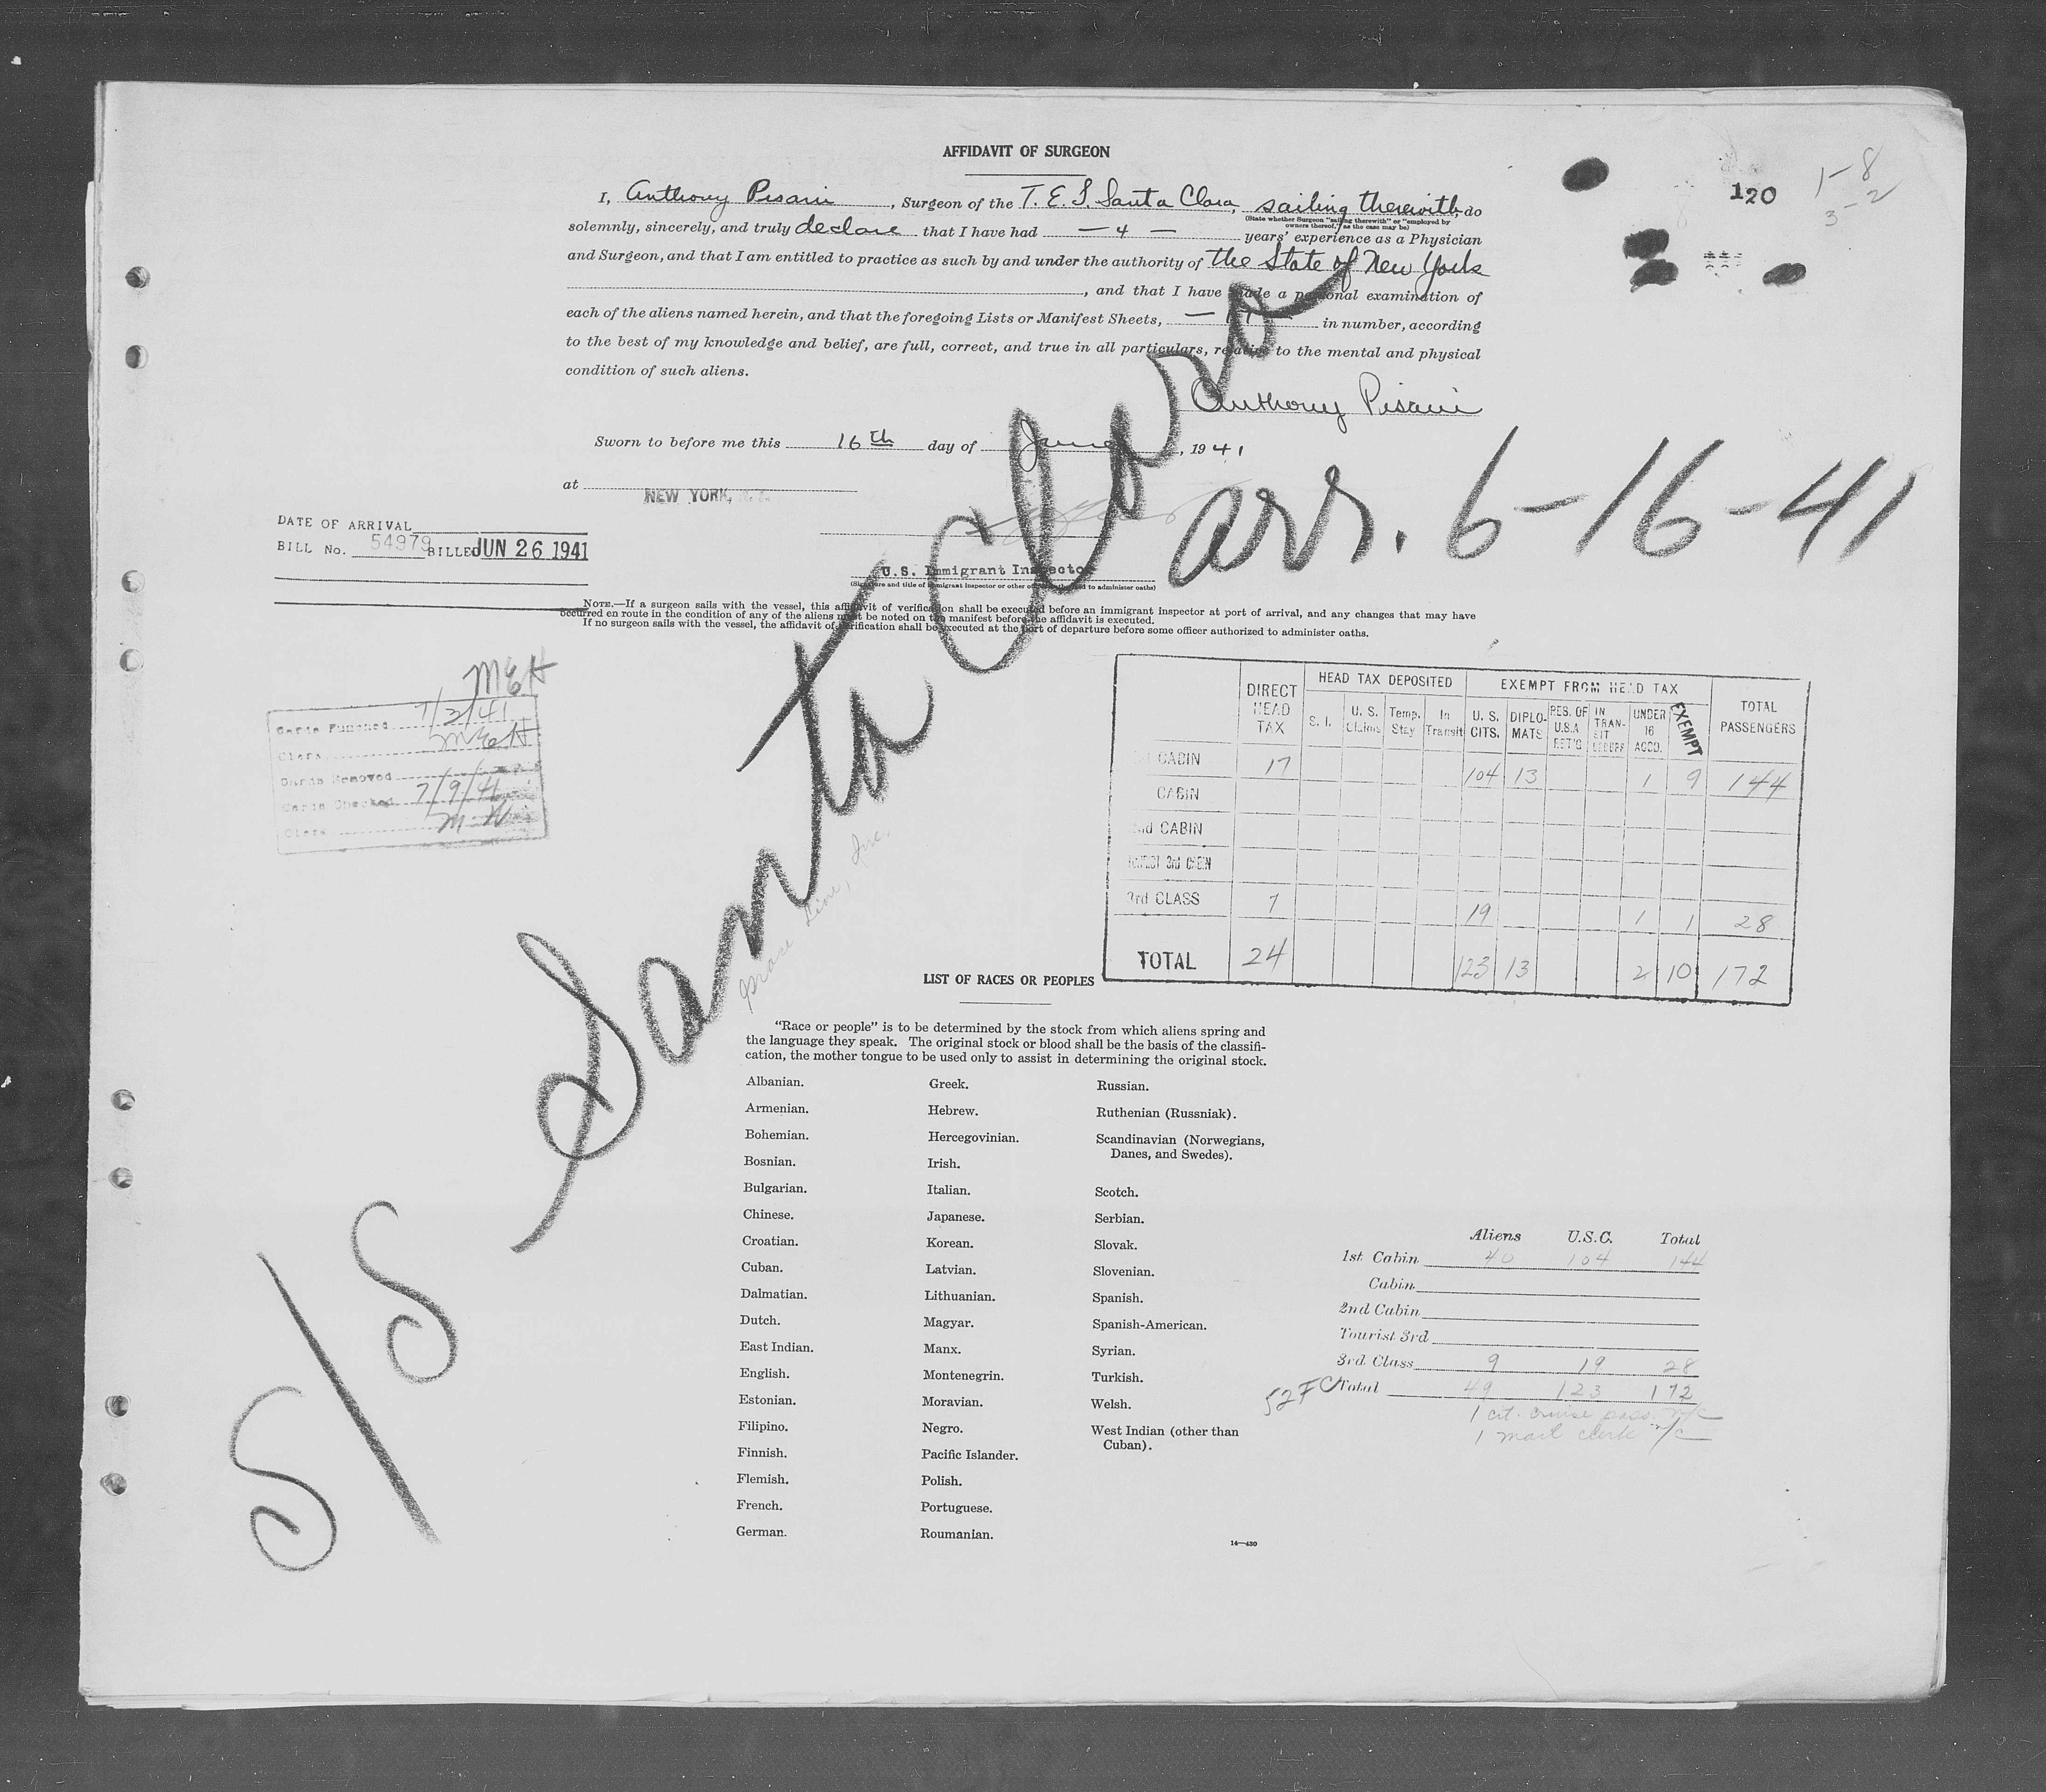 AFFIDAVIT OF SURGEON
120
1-8
3-2
I, Anthony Pisani, Surgeon of the T.E.S. Santa Clara, sailing therewith, do
(State whether Surgeon "sailing therewith" or "employed by
owners thereof," as the case may be)
solemnly, sincerely, and truly declare that I have had — 4 — years' experience as a Physician
and Surgeon, and that I am entitled to practice as such by and under the authority of the State of New York
, and that I have made a personal examination of
each of the aliens named herein, and that the foregoing Lists or Manifest Sheets, in number, according
to the best of my knowledge and belief, are full, correct, and true in all particulars, relative to the mental and physical
condition of such aliens.
Anthony Pisani
Sworn to before me this 16th day of June, 1941
at NEW YORK, N. Y.
DATE OF ARRIVAL
BILL No. 54979 BILLED JUN 26 1941
U.S. Immigrant Inspector
(Signature and title of immigrant inspector or other officer authorized to administer oaths)
arr. 6-16-41
S/S Santa Clara
Grace Line, Inc.
NOTE.—If a surgeon sails with the vessel, this affidavit of verification shall be executed before an immigrant inspector at port of arrival, and any changes that may have
occurred en route in the condition of any of the aliens must be noted on the manifest before the affidavit is executed.
If no surgeon sails with the vessel, the affidavit of verification shall be executed at the port of departure before some officer authorized to administer oaths.
MEH
Cards Punched 7/2/41
Clerk MEH
Cards Removed
Cards Checked 7/9/41
Clerk
DIRECT HEAD TAX HEAD TAX DEPOSITED EXEMPT FROM HEAD TAX TOTAL PASSENGERS
S. I. U. S. Claims Temp. Stay In Transit U. S. CITS. DIPLOMATS RES. OF U.S.A. RET'G IN TRANSIT UNDER 16 ACCO. EXEMPT
CABIN 17 104 13 1 9 144
CABIN
2nd CABIN
TOURIST 3rd CABIN
3rd CLASS 7 19 1 1 28
TOTAL 24 123 13 2 10 172
LIST OF RACES OR PEOPLES
"Race or people" is to be determined by the stock from which aliens spring and
the language they speak. The original stock or blood shall be the basis of the classifi-
cation, the mother tongue to be used only to assist in determining the original stock.
Albanian.
Armenian.
Bohemian.
Bosnian.
Bulgarian.
Chinese.
Croatian.
Cuban.
Dalmatian.
Dutch.
East Indian.
English.
Estonian.
Filipino.
Finnish.
Flemish.
French.
German.
Greek.
Hebrew.
Hercegovinian.
Irish.
Italian.
Japanese.
Korean.
Latvian.
Lithuanian.
Magyar.
Manx.
Montenegrin.
Moravian.
Negro.
Pacific Islander.
Polish.
Portuguese.
Roumanian.
Russian.
Ruthenian (Russniak).
Scandinavian (Norwegians,
Danes, and Swedes).
Scotch.
Serbian.
Slovak.
Slovenian.
Spanish.
Spanish-American.
Syrian.
Turkish.
Welsh.
West Indian (other than
Cuban).
14—430
Aliens U.S.C. Total
1st Cabin 40 104 144
Cabin
2nd Cabin
Tourist 3rd
3rd Class 9 19 28
52 FC Total 49 123 172
1 cit. cruise pass. n/c
1 mail clerk n/c